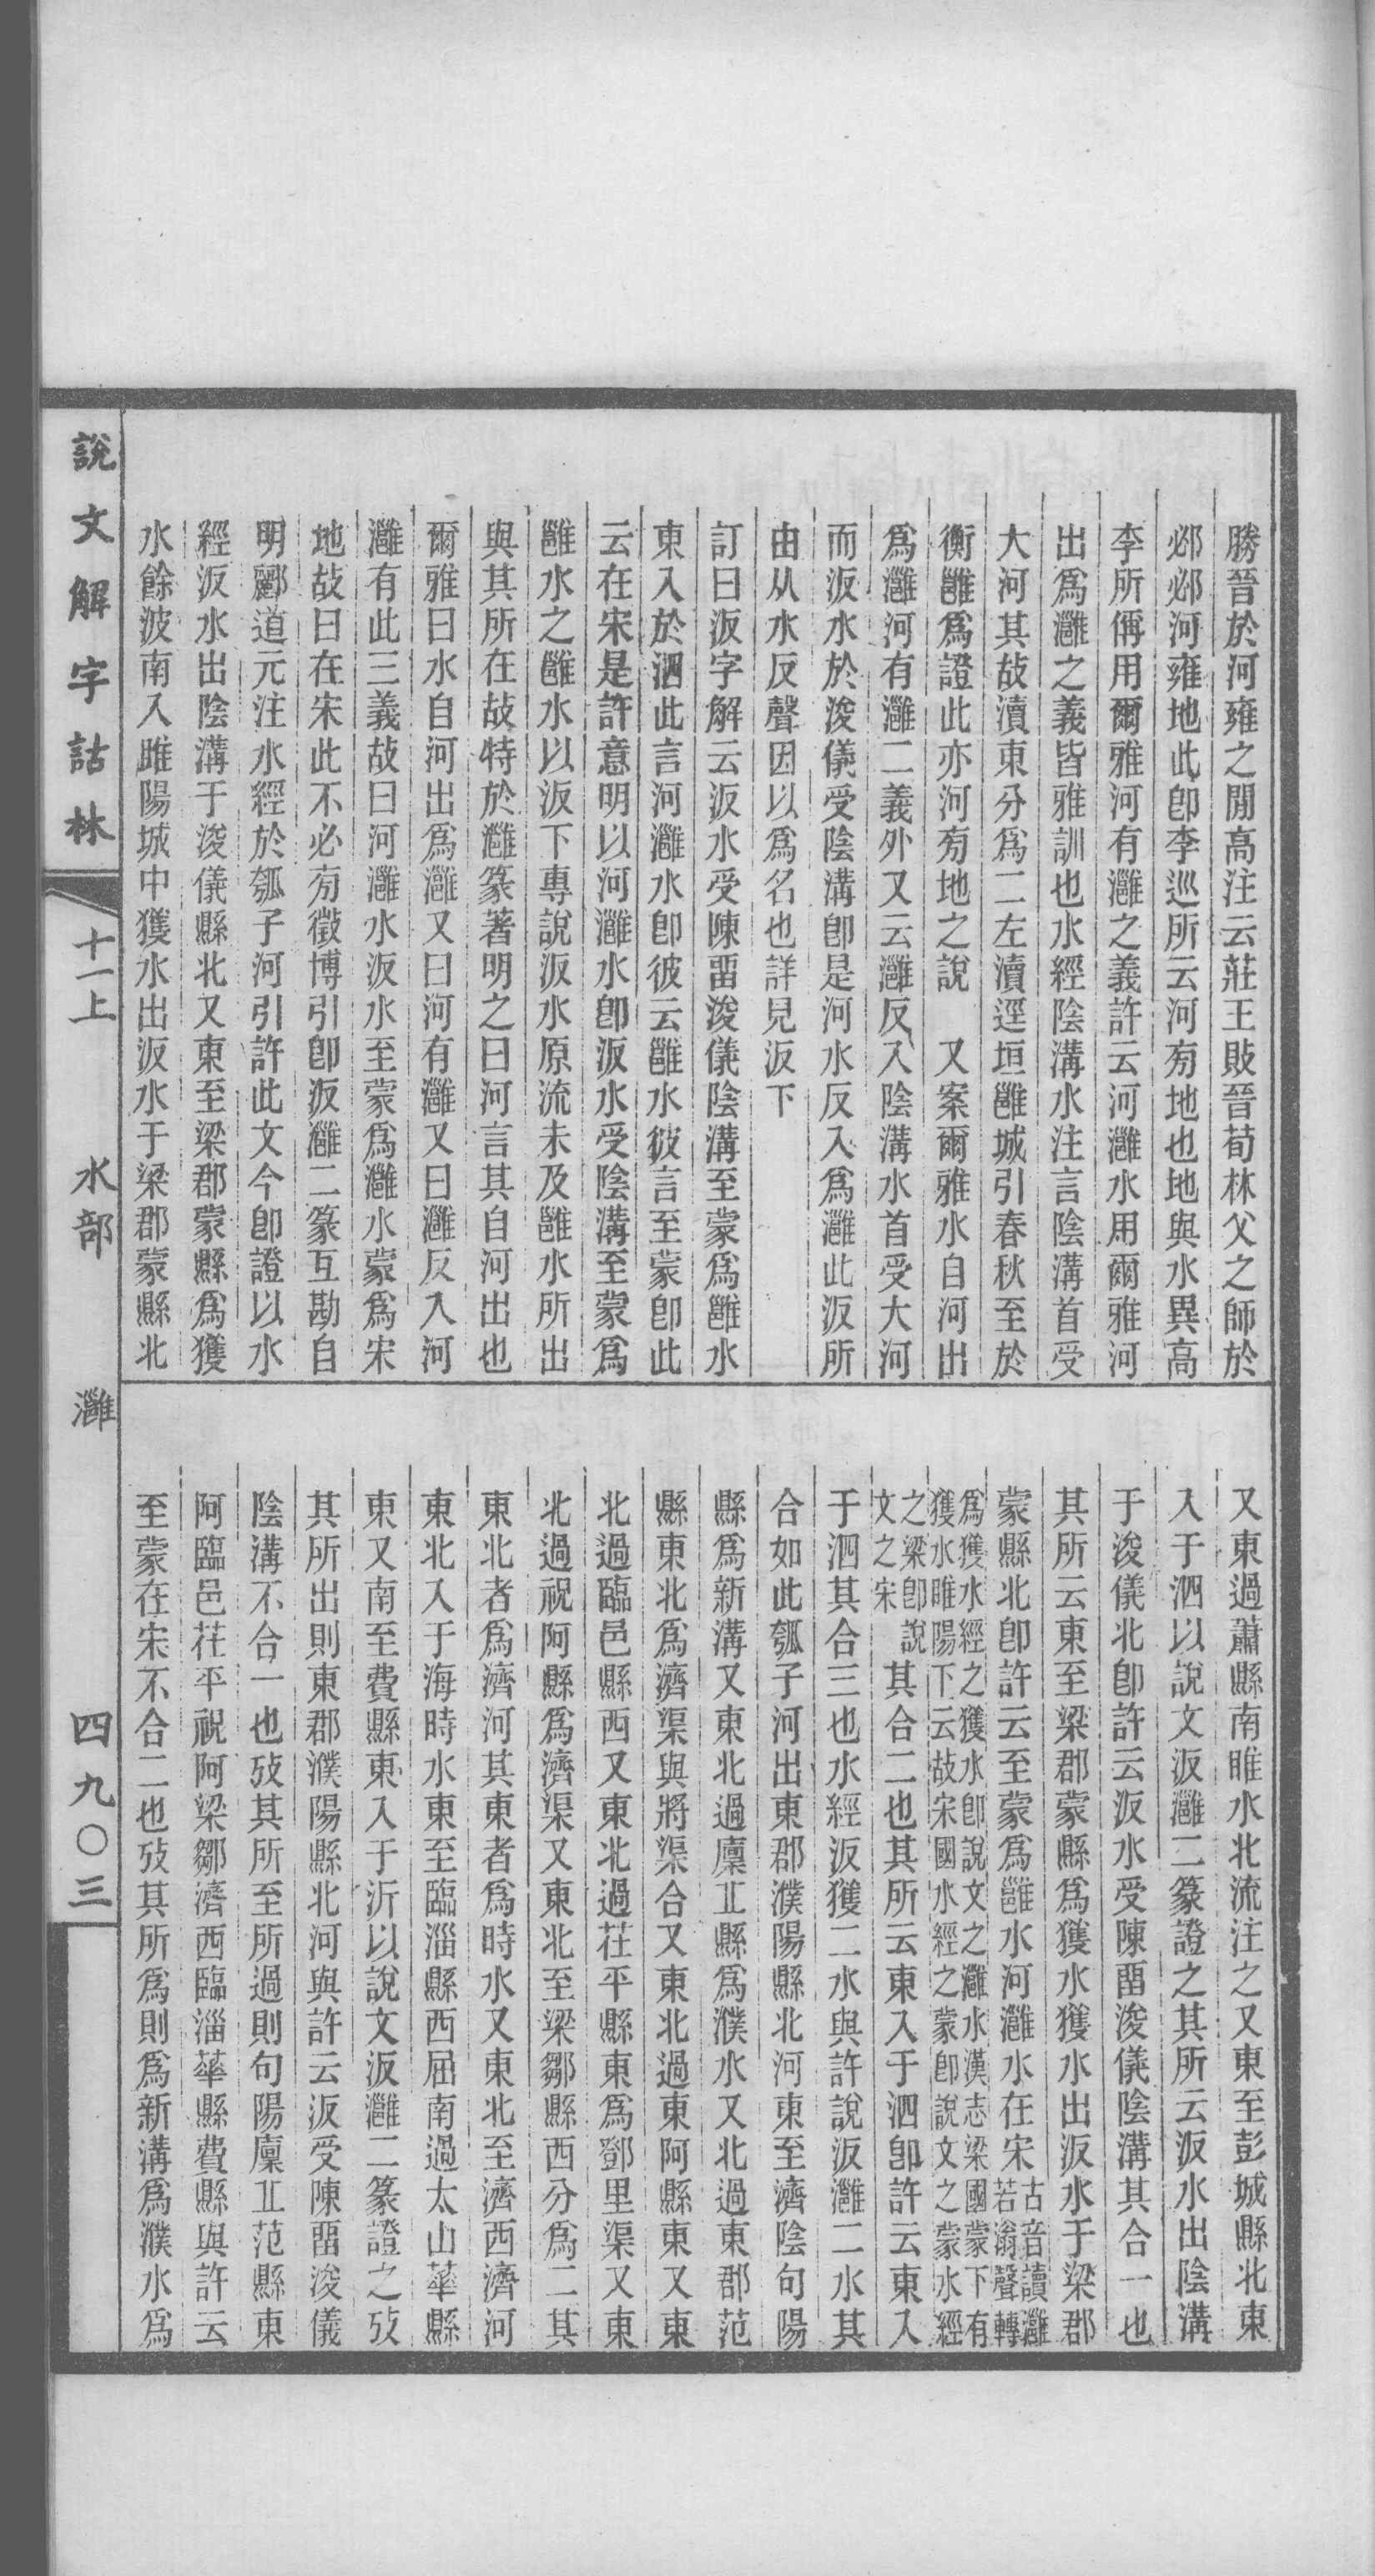 勝晉於河雍之閒高注云莊王敗晉荀林父之師於
邲邲河雍地此卽李巡所云河㫄地也地與水異高
李所偁用爾雅河有灉之義許云河灉水用爾雅河
出爲灉之義皆雅訓也水經陰溝水注言陰溝首受
大河其故瀆東分爲二左瀆逕垣雝城引春秋至於
衡雝爲證此亦河㫄地之說　又案爾雅水自河出
爲灉河有灉二義外又云灉反入陰溝水首受大河
而汳水於浚儀受陰溝卽是河水反入爲灉此汳所
由从水反聲因以爲名也詳見汳下
訂曰汳字解云汳水受陳畱浚儀陰溝至蒙爲雝水
東入於泗此言河灉水卽彼云雝水彼言至蒙卽此
云在宋是許意明以河灉水卽汳水受陰溝至蒙爲
雝水之雝水以汳下專說汳水原流未及雝水所出
與其所在故特於灉篆著明之曰河言其自河出也
爾雅曰水自河出爲灉又曰河有灉又曰灉反入河
灉有此三義故曰河灉水汳水至蒙爲灉水蒙爲宋
地故曰在宋此不必㫄徵博引卽汳灉二篆互勘自
明酈道元注水經於瓠子河引許此文今卽證以水
經汳水出陰溝于浚儀縣北又東至梁郡蒙縣爲獲
水餘波南入睢陽城中獲水出汳水于梁郡蒙縣北
又東過蕭縣南睢水北流注之又東至彭城縣北東
入于泗以說文汳灉二篆證之其所云汳水出陰溝
于浚儀北卽許云汳水受陳畱浚儀陰溝其合一也
其所云東至梁郡蒙縣爲獲水獲水出汳水于梁郡
蒙縣北卽許云至蒙爲雝水河灉水在宋古音讀灉若滃聲轉
爲獲水經之獲水卽說文之灉水漢志梁國蒙下有獲水睢陽下云故宋國水經之蒙卽說文之蒙水經
之梁卽說文之宋其合二也其所云東入于泗卽許云東入
于泗其合三也水經汳獲二水與許說汳灉二水其
合如此瓠子河出東郡濮陽縣北河東至濟陰句陽
縣爲新溝又東北過廩丘縣爲濮水又北過東郡范
縣東北爲濟渠與將渠合又東北過東阿縣東又東
北過臨邑縣西又東北過茌平縣東爲鄧里渠又東
北過祝阿縣爲濟渠又東北至梁鄒縣西分爲二其
東北者爲濟河其東者爲時水又東北至濟西濟河
東北入于海時水東至臨淄縣西屈南過太山華縣
東又南至費縣東入于沂以說文汳灉二篆證之攷
其所出則東郡濮陽縣北河與許云汳受陳畱浚儀
陰溝不合一也攷其所至所過則句陽廩丘范縣東
阿臨邑茌平祝阿梁鄒濟西臨淄華縣費縣與許云
至蒙在宋不合二也攷其所爲則爲新溝爲濮水爲
說文解字詁林
十一上
水部
灉
四九〇三